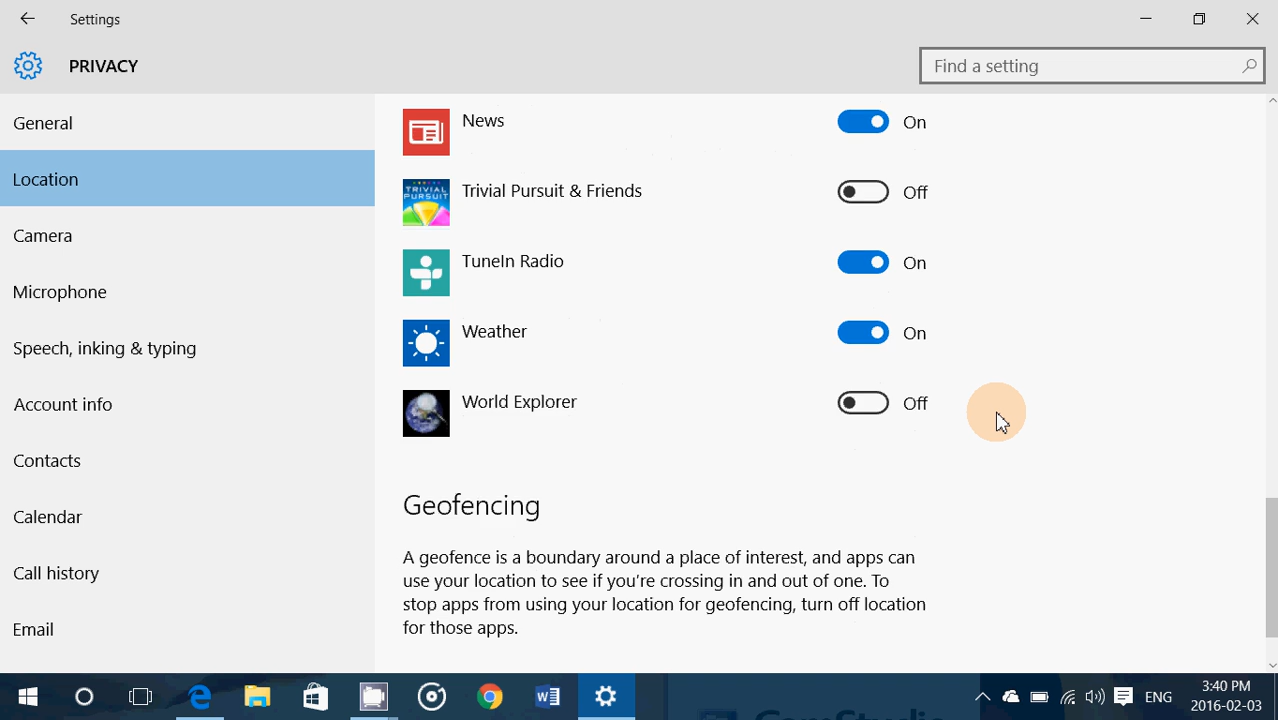 Settings
PRIVACY
Find a setting
General
Location
Camera
Microphone
Speech, inking & typing
Account info
Contacts
Calendar
Call history
Email
News
On
TRIVIAL
PURSUIT
Trivial Pursuit & Friends
Off
TuneIn Radio
On
Weather
On
World Explorer
Off
Geofencing
A geofence is a boundary around a place of interest, and apps can
use your location to see if you're crossing in and out of one. To
stop apps from using your location for geofencing, turn off location
for those apps.
CamStudio
ENG
3:40 PM
2016-02-03